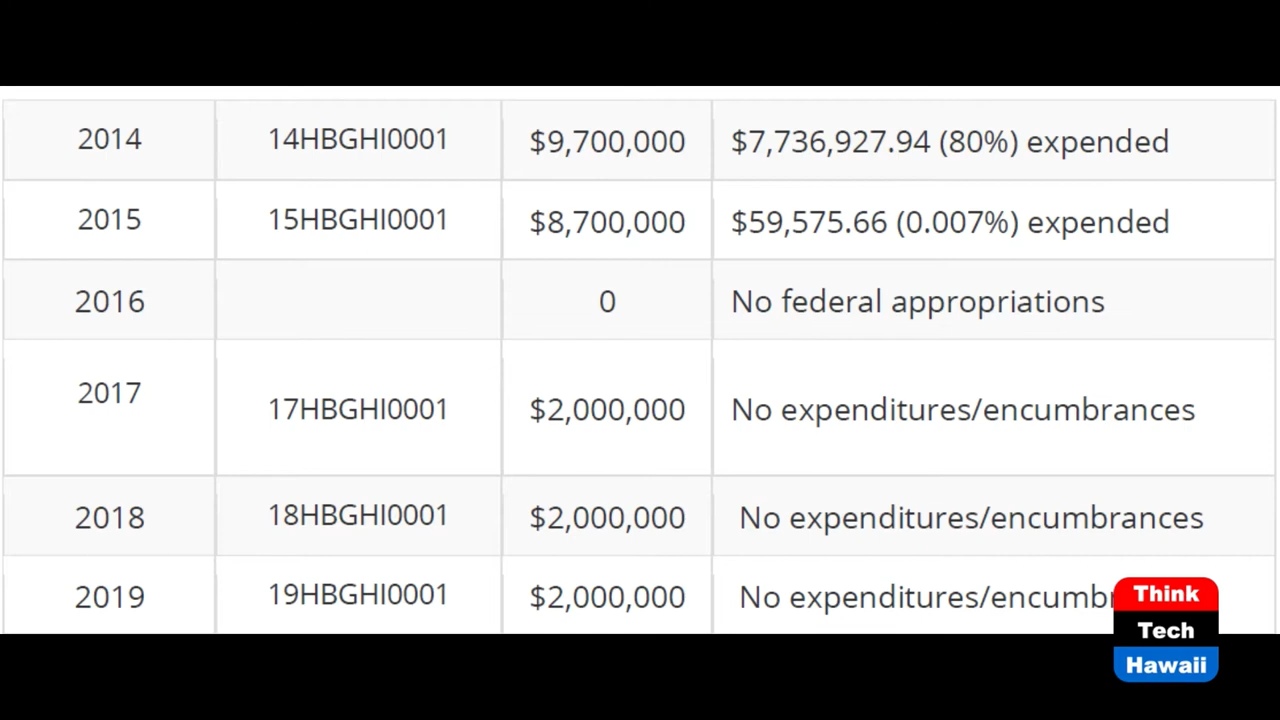 2014 14HBGHI0001 $9,700,000 $7,736,927.94 (80%) expended
2015 15HBGHI0001 $8,700,000 $59,575.66 (0.007%) expended
2016 0 No federal appropriations
2017 17HBGHI0001 $2,000,000 No expenditures/encumbrances
2018 18HBGHI0001 $2,000,000 No expenditures/encumbrances
2019 19HBGHI0001 $2,000,000 No expenditures/encumb
Think
Tech
Hawaii